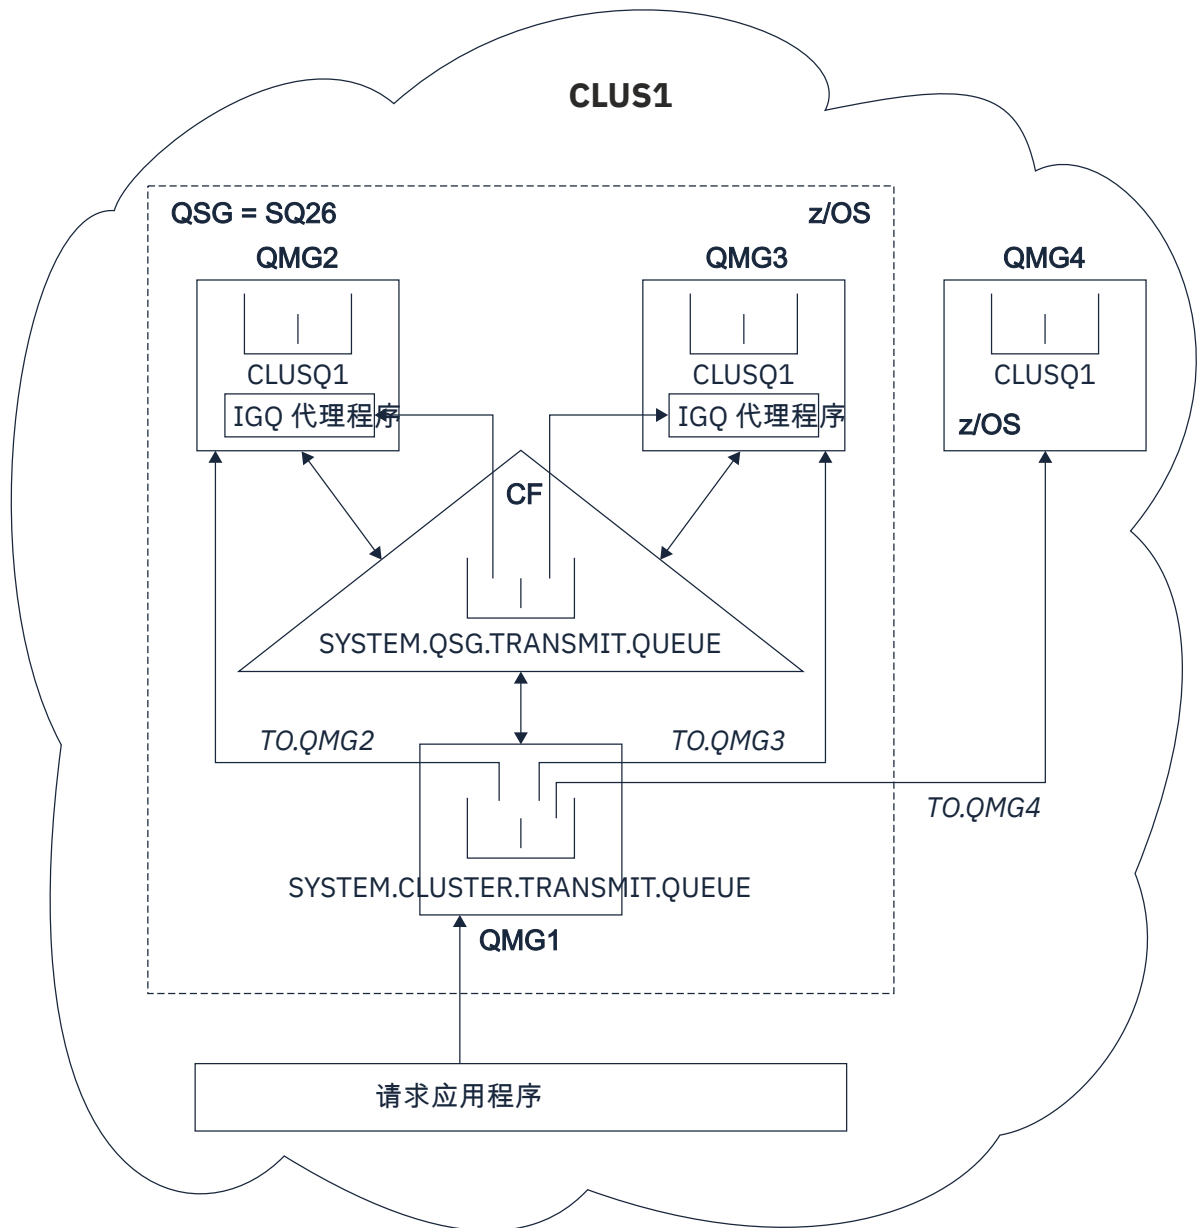 CLUS1
QSG = SQ26
z/OS
QMG2
QMG3
QMG4
CLUSQ1
CLUSQ1
CLUSQ1
IGQ 代理程序
IGQ 代理程序
z/OS
CF
SYSTEM.QSG.TRANSMIT.QUEUE
TO.QMG2
TO.QMG3
TO.QMG4
SYSTEM.CLUSTER.TRANSMIT.QUEUE
QMG1
请求应用程序